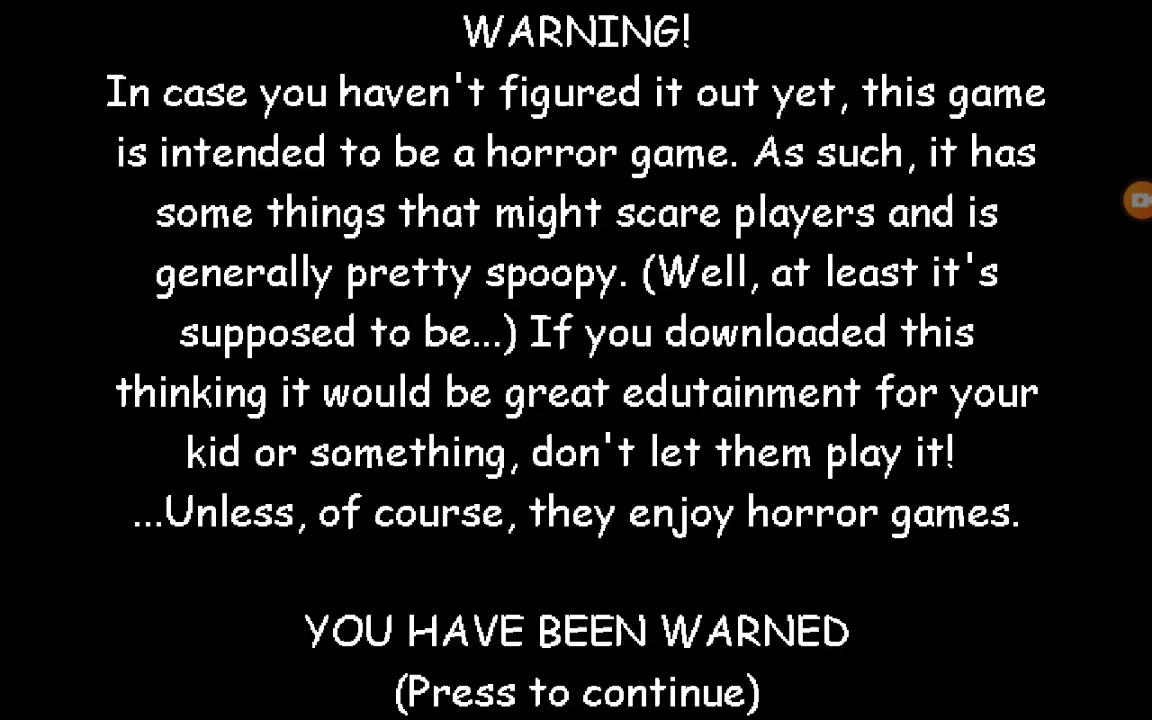 WARNING!
In case you haven't figured it out yet, this game
is intended to be a horror game. As such, it has
some things that might scare players and is
generally pretty spoopy. (Well, at least it's
supposed to be...) If you downloaded this
thinking it would be great edutainment for your
kid or something, don't let them play it!
...Unless, of course, they enjoy horror games.
YOU HAVE BEEN WARNED
(Press to continue)